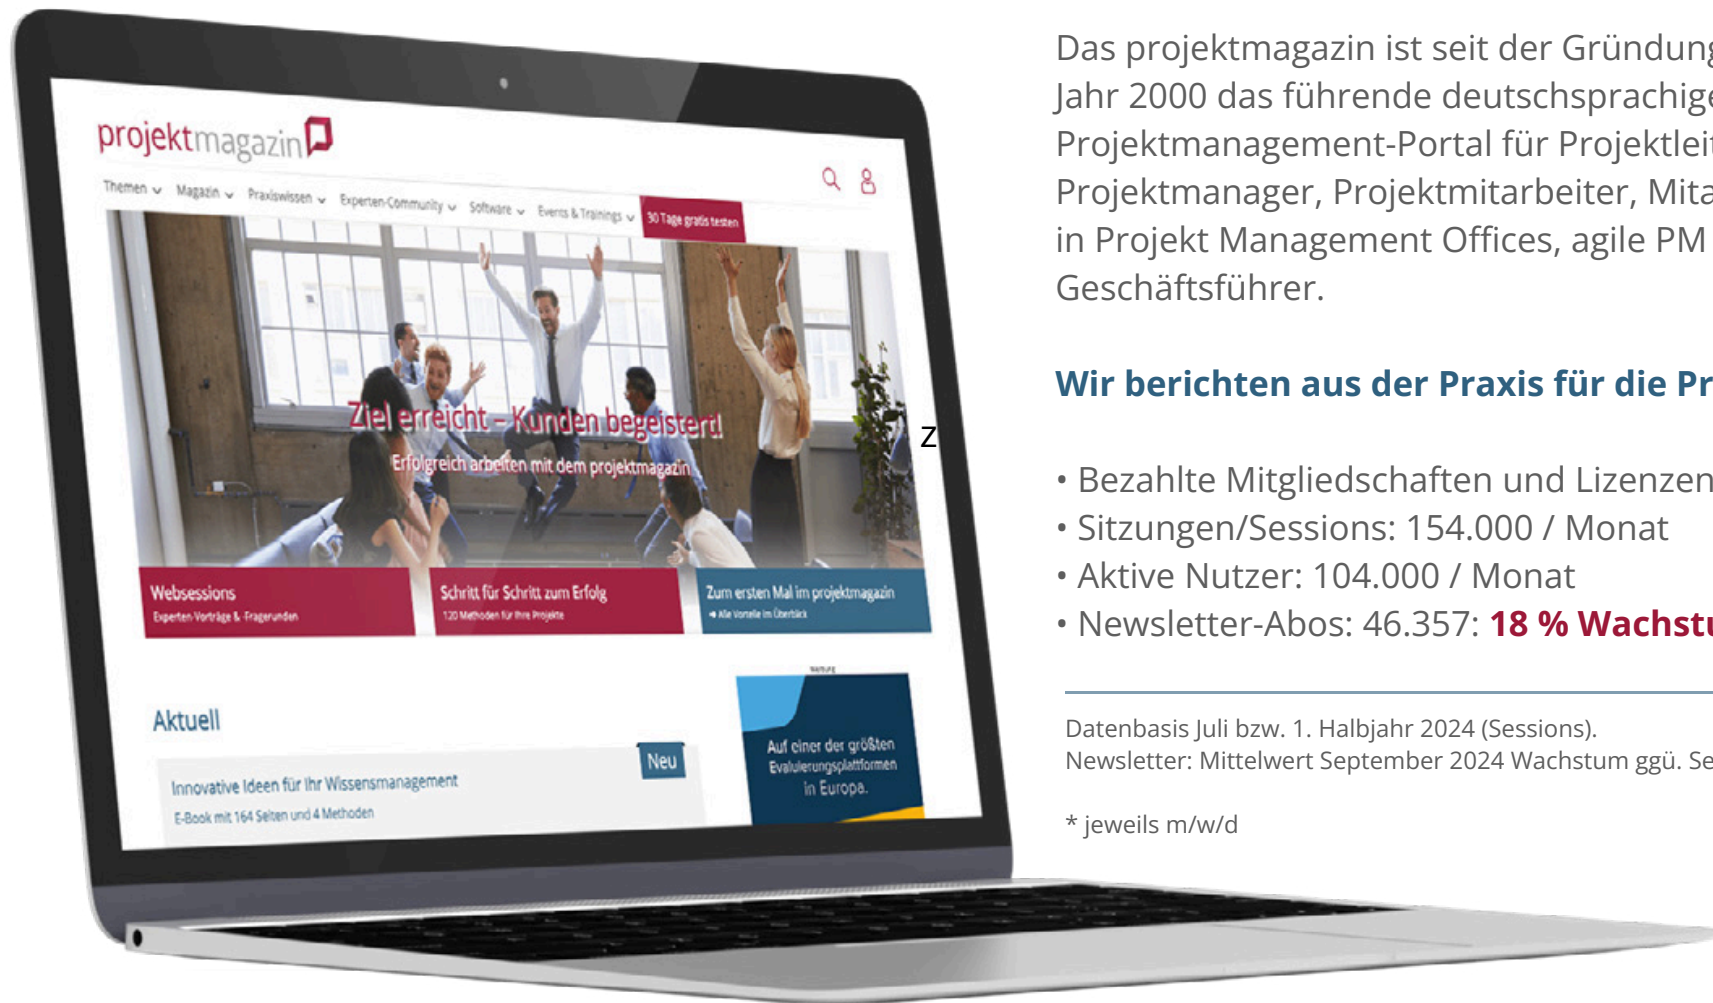 projektmagazin
Themen Magazin Praxiswissen Experten-Community Software Events & Trainings 30 Tage gratis testen
Ziel erreicht – Kunden begeistert!
Erfolgreich arbeiten mit dem projektmagazin
Websessions
Experten-Vorträge & -Fragerunden
Schritt für Schritt zum Erfolg
120 Methoden für Ihre Projekte
Zum ersten Mal im projektmagazin
➔ Alle Vorteile im Überblick
Aktuell
Neu
Innovative Ideen für Ihr Wissensmanagement
E-Book mit 164 Seiten und 4 Methoden
WERBUNG
Auf einer der größten
Evaluierungsplattformen
in Europa.
Z
Das projektmagazin ist seit der Gründung
Jahr 2000 das führende deutschsprachige
Projektmanagement-Portal für Projektleit
Projektmanager, Projektmitarbeiter, Mita
in Projekt Management Offices, agile PM
Geschäftsführer.
Wir berichten aus der Praxis für die Pr
• Bezahlte Mitgliedschaften und Lizenzen
• Sitzungen/Sessions: 154.000 / Monat
• Aktive Nutzer: 104.000 / Monat
• Newsletter-Abos: 46.357: 18 % Wachstu
Datenbasis Juli bzw. 1. Halbjahr 2024 (Sessions).
Newsletter: Mittelwert September 2024 Wachstum ggü. Se
* jeweils m/w/d